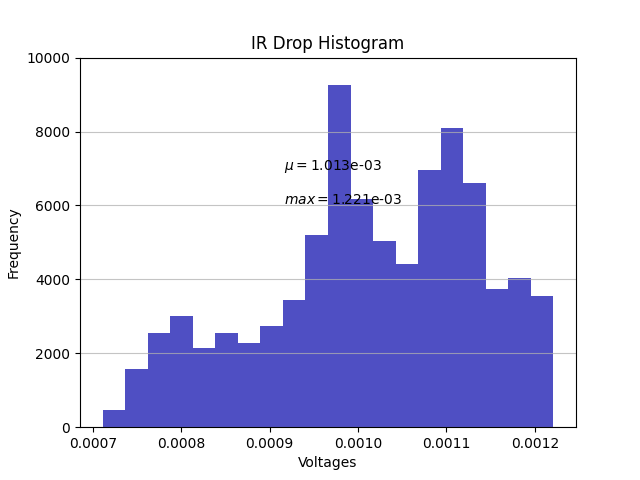 IR Drop Histogram
10000
8000
6000
4000
2000
0
Frequency
μ = 1.013e-03
max = 1.221e-03
0.0007 0.0008 0.0009 0.0010 0.0011 0.0012
Voltages